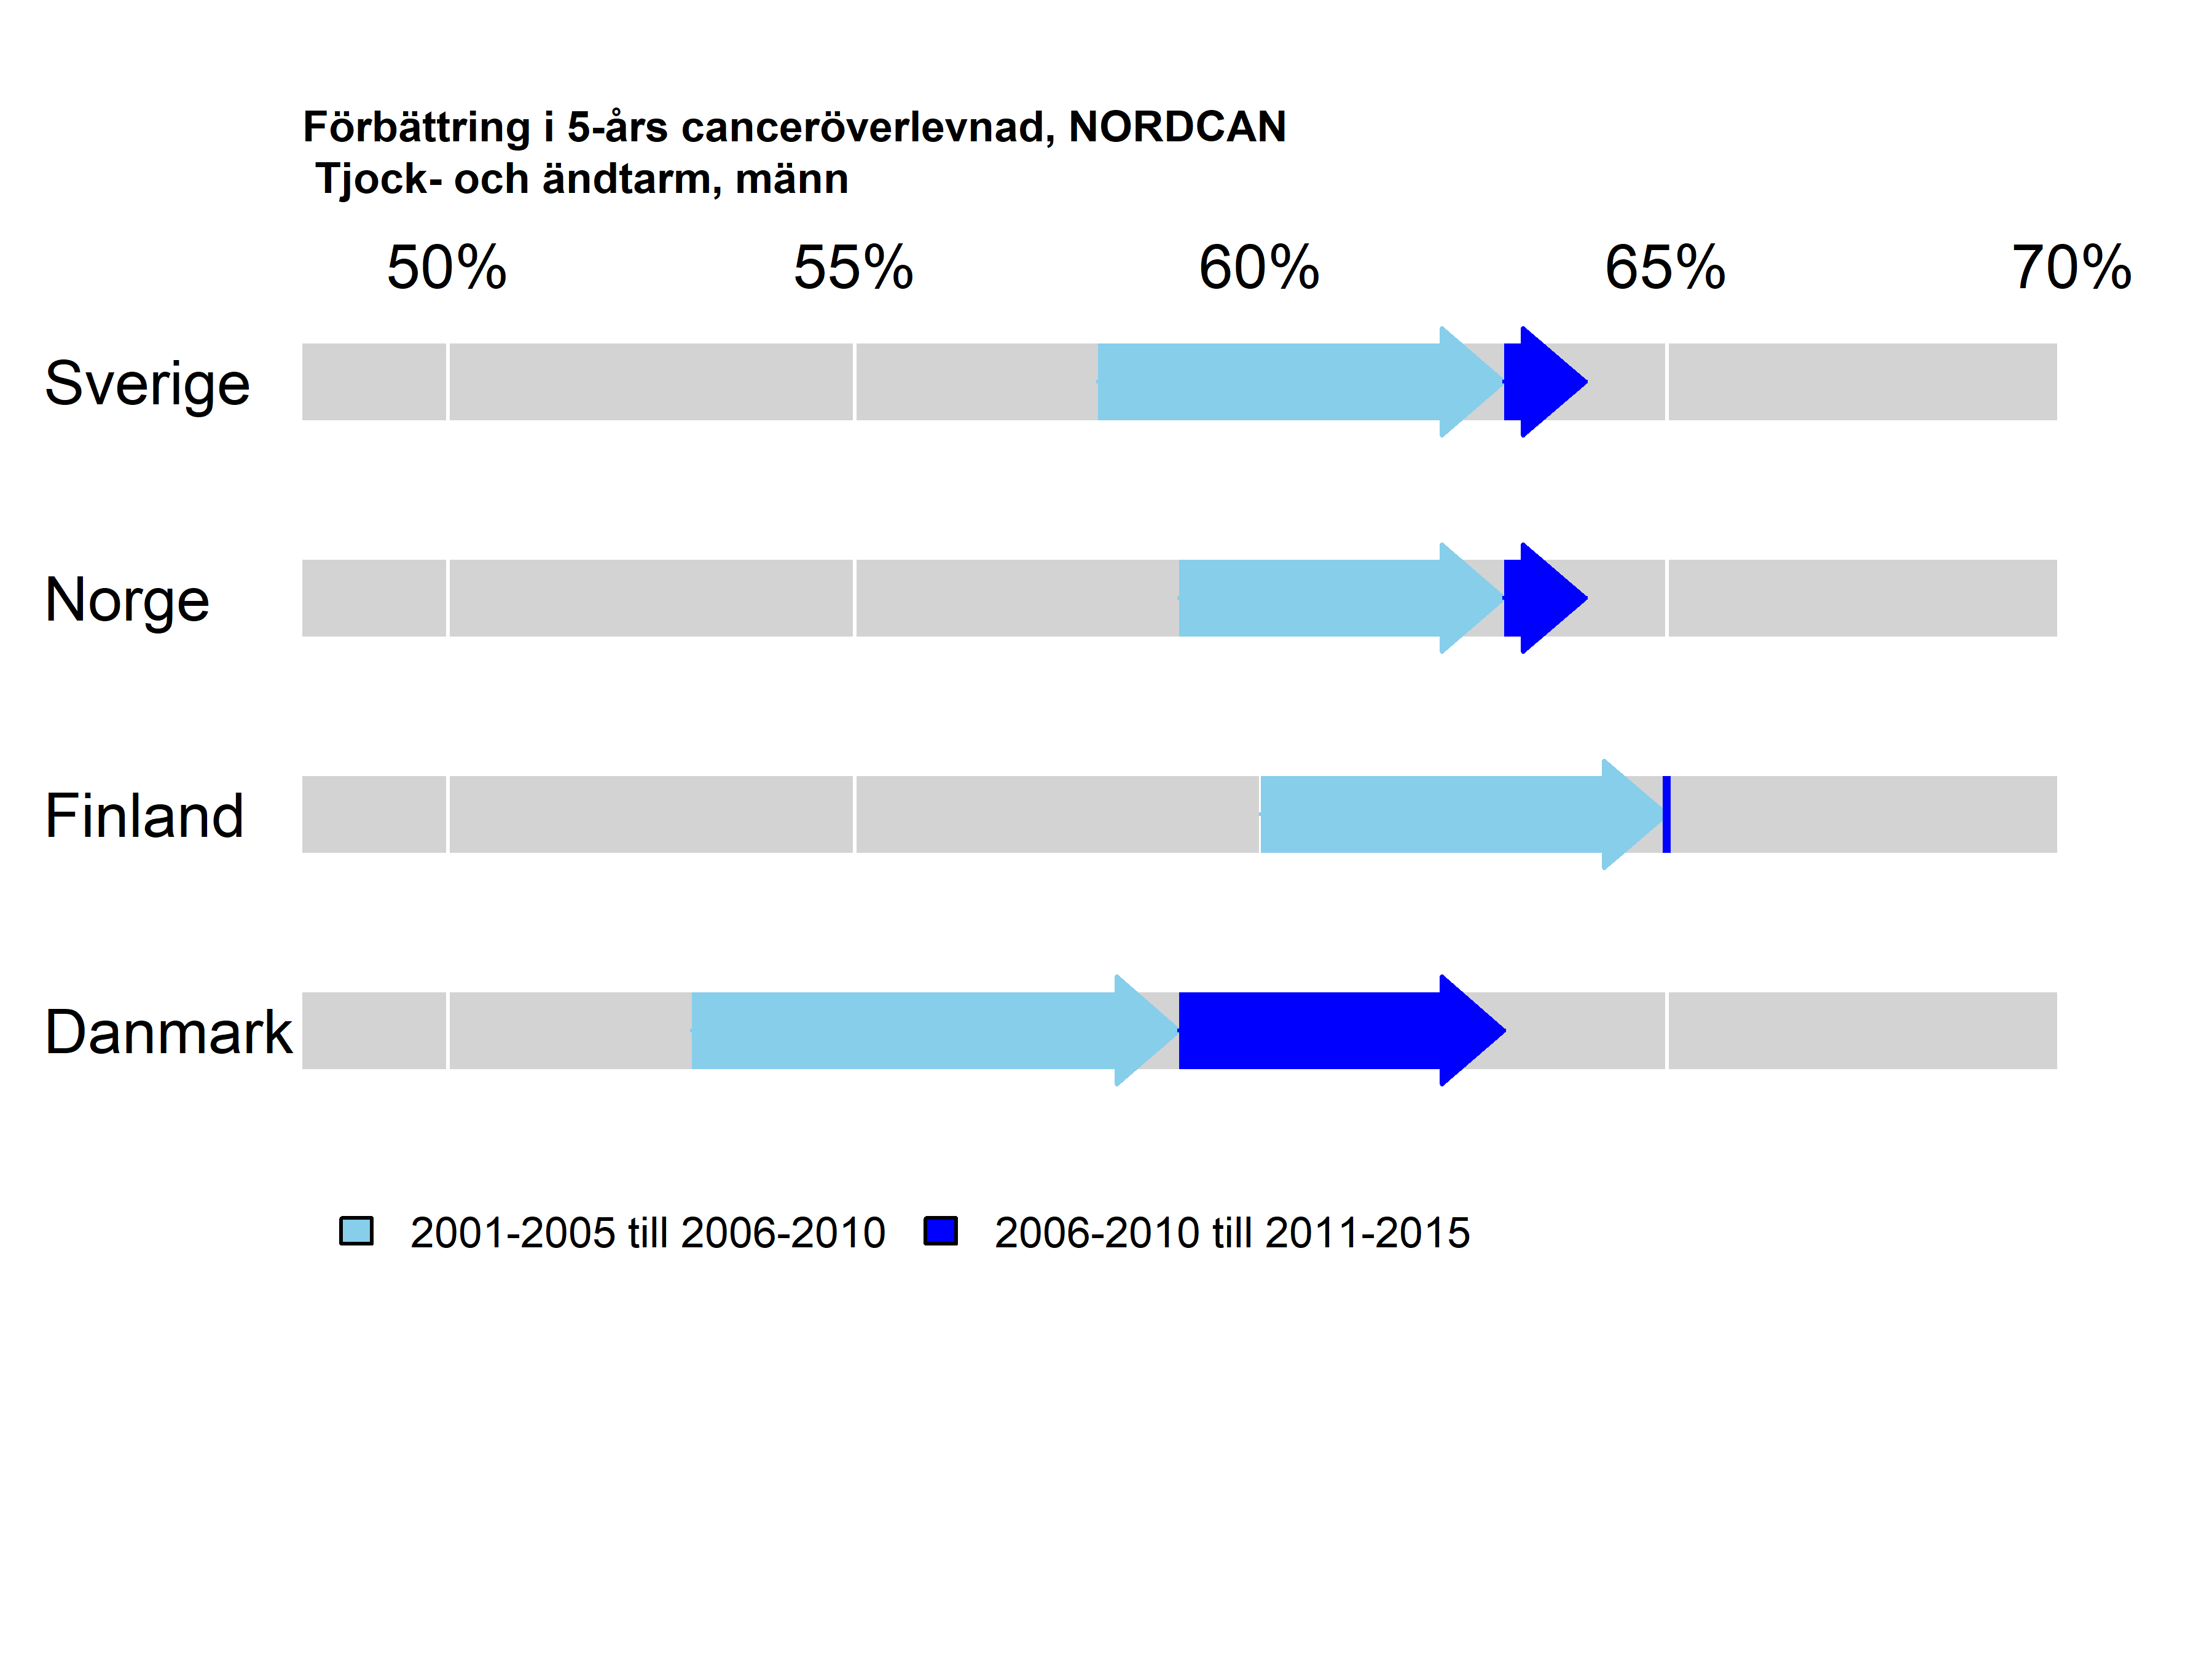 Förbättring i 5-års canceröverlevnad, NORDCAN
Tjock- och ändtarm, männ
50% 55% 60% 65% 70%
Sverige
Norge
Finland
Danmark
2001-2005 till 2006-2010 2006-2010 till 2011-2015